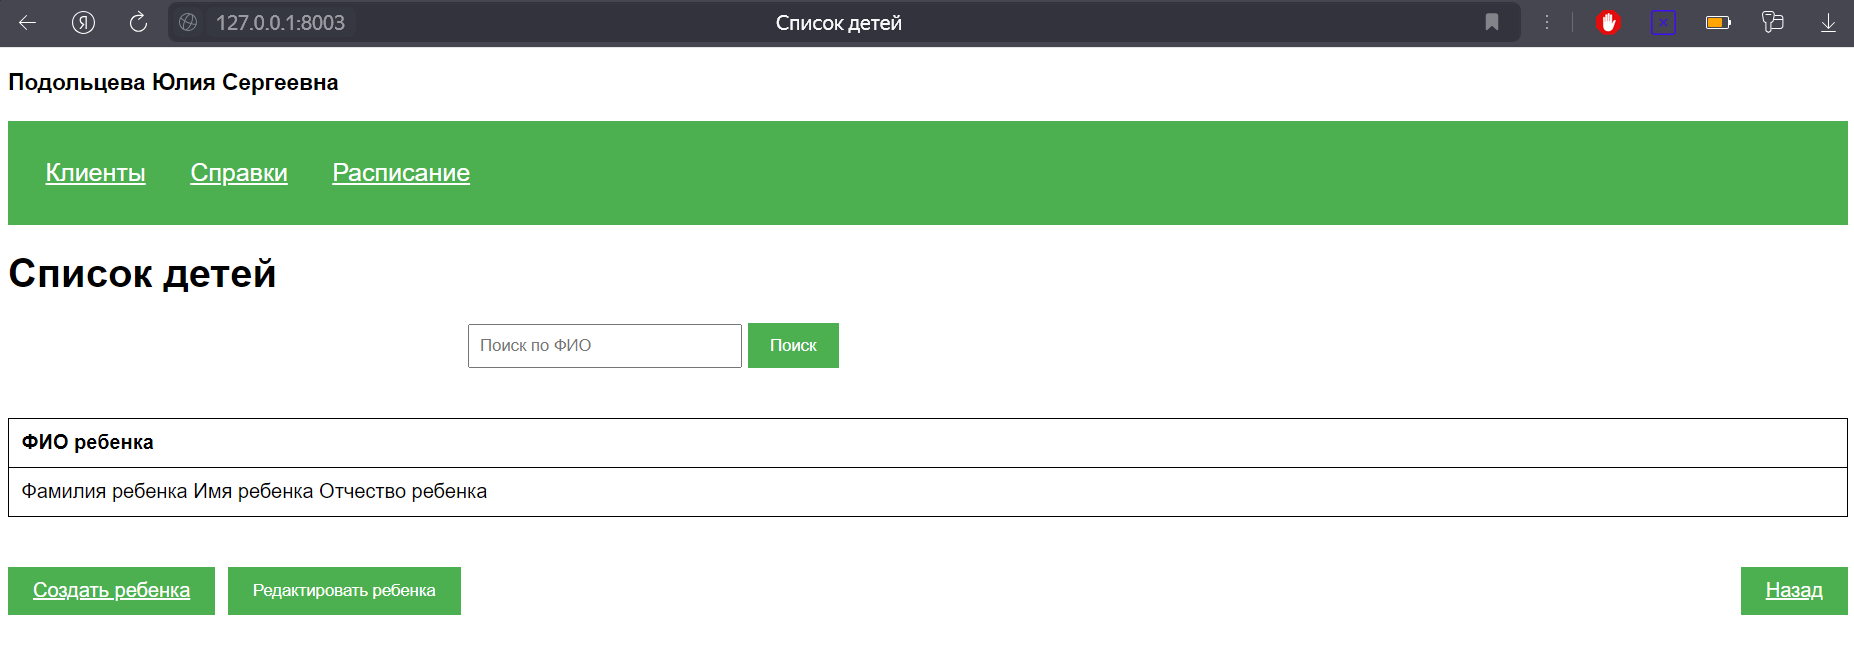 127.0.0.1:8003 Список детей
Подольцева Юлия Сергеевна
Клиенты Справки Расписание
Список детей
Поиск по ФИО Поиск
ФИО ребенка
Фамилия ребенка Имя ребенка Отчество ребенка
Создать ребенка Редактировать ребенка Назад